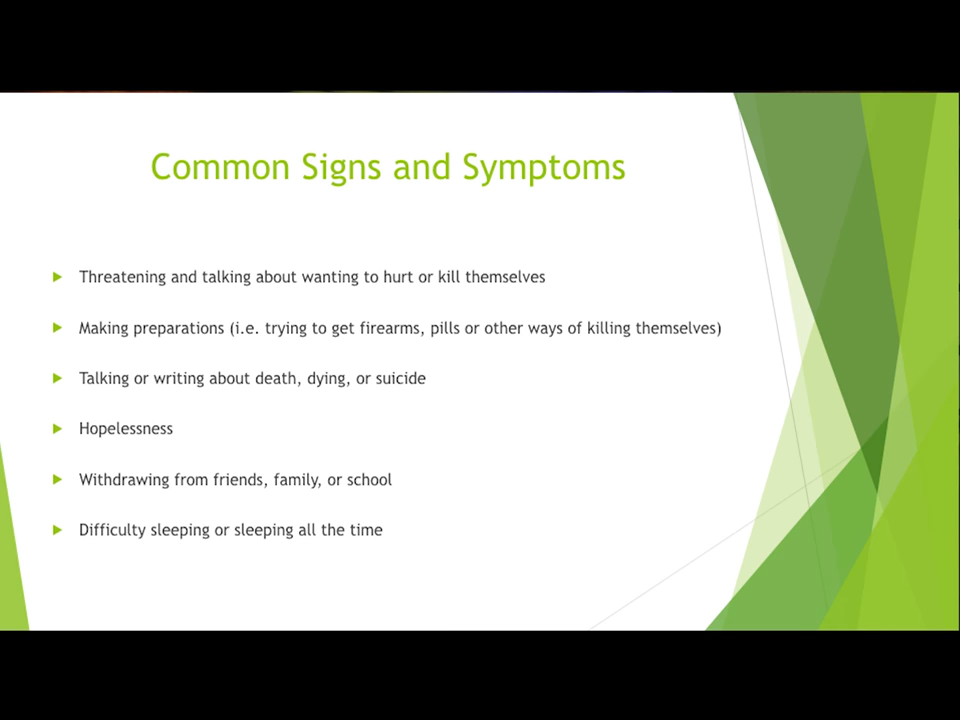 Common Signs and Symptoms
Threatening and talking about wanting to hurt or kill themselves
Making preparations (i.e. trying to get firearms, pills or other ways of killing themselves)
Talking or writing about death, dying, or suicide
Hopelessness
Withdrawing from friends, family, or school
Difficulty sleeping or sleeping all the time